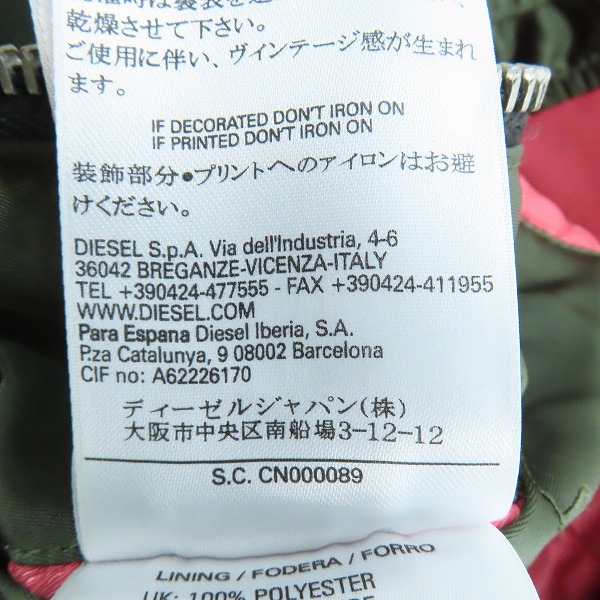 乾燥させて下さい。
ご使用に伴い、ヴィンテージ感が生まれ
ます。
IF DECORATED DON'T IRON ON
IF PRINTED DON'T IRON ON
装飾部分●プリントへのアイロンはお避
けください。
DIESEL S.p.A. Via dell'Industria, 4-6
36042 BREGANZE-VICENZA-ITALY
TEL +390424-477555 - FAX +390424-411955
WWW.DIESEL.COM
Para Espana Diesel Iberia, S.A.
P.za Catalunya, 9 08002 Barcelona
CIF no: A62226170
ディーゼルジャパン(株)
大阪市中央区南船場3-12-12
S.C. CN000089
LINING / FODERA / FORRO
UK: 100% POLYESTER